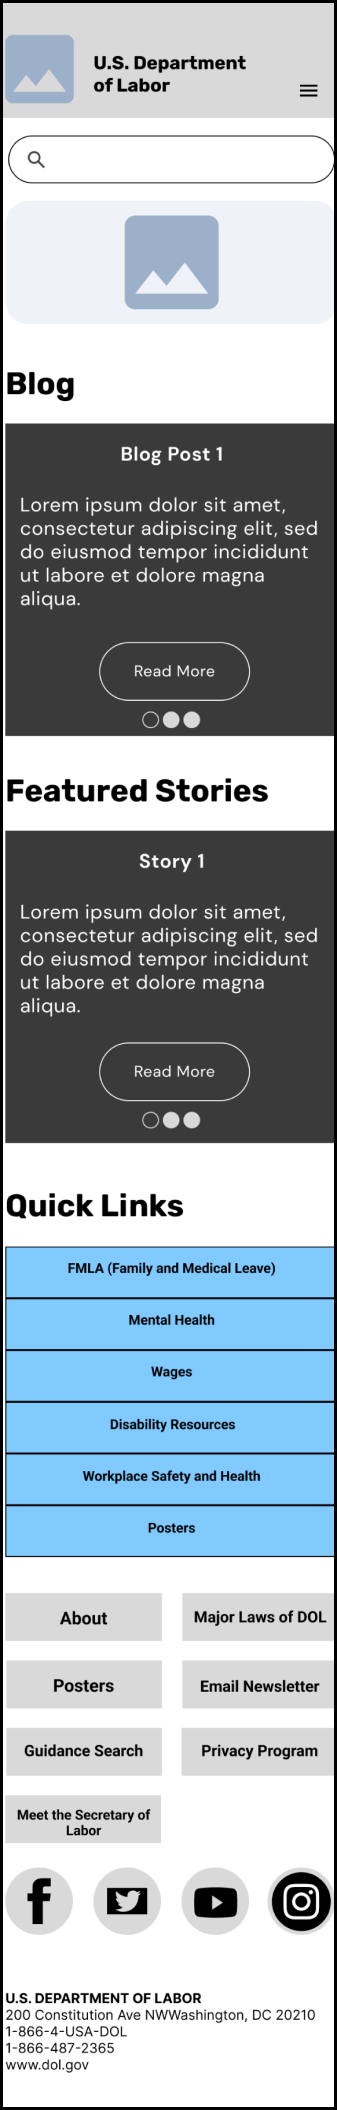 U.S. Department
of Labor
Blog
Blog Post 1
Lorem ipsum dolor sit amet,
consectetur adipiscing elit, sed
do eiusmod tempor incididunt
ut labore et dolore magna
aliqua.
Read More
Featured Stories
Story 1
Lorem ipsum dolor sit amet,
consectetur adipiscing elit, sed
do eiusmod tempor incididunt
ut labore et dolore magna
aliqua.
Read More
Quick Links
FMLA (Family and Medical Leave)
Mental Health
Wages
Disability Resources
Workplace Safety and Health
Posters
About
Major Laws of DOL
Posters
Email Newsletter
Guidance Search
Privacy Program
Meet the Secretary of
Labor
U.S. DEPARTMENT OF LABOR
200 Constitution Ave NWWashington, DC 20210
1-866-4-USA-DOL
1-866-487-2365
www.dol.gov